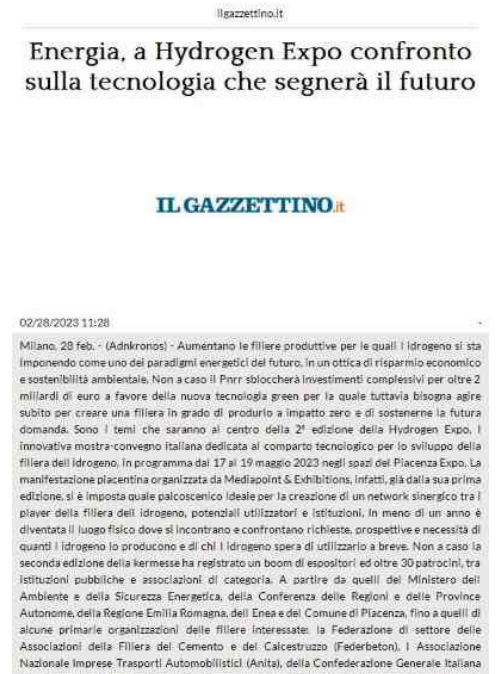 ilgazzettino.it
Energia, a Hydrogen Expo confronto
sulla tecnologia che segnerà il futuro
IL GAZZETTINO.it
02/28/2023 11:28
Milano, 28 feb. - (Adnkronos) - Aumentano le filiere produttive per le quali l idrogeno si sta
imponendo come uno dei paradigmi energetici del futuro, in un ottica di risparmio economico
e sostenibilità ambientale. Non a caso il Pnrr sbloccherà investimenti complessivi per oltre 2
miliardi di euro a favore della nuova tecnologia green per la quale tuttavia bisogna agire
subito per creare una filiera in grado di produrlo a impatto zero e di sostenerne la futura
domanda. Sono i temi che saranno al centro della 2ª edizione della Hydrogen Expo, l
innovativa mostra-convegno italiana dedicata al comparto tecnologico per lo sviluppo della
filiera dell idrogeno, in programma dal 17 al 19 maggio 2023 negli spazi del Piacenza Expo. La
manifestazione piacentina organizzata da Mediapoint & Exhibitions, infatti, già dalla sua prima
edizione, si è imposta quale palcoscenico ideale per la creazione di un network sinergico tra i
player della filiera dell idrogeno, potenziali utilizzatori e istituzioni. In meno di un anno è
diventata il luogo fisico dove si incontrano e confrontano richieste, prospettive e necessità di
quanti l idrogeno lo producono e di chi l idrogeno spera di utilizzarlo a breve. Non a caso la
seconda edizione della kermesse ha registrato un boom di espositori ed oltre 30 patrocini, tra
istituzioni pubbliche e associazioni di categoria. A partire da quelli del Ministero dell
Ambiente e della Sicurezza Energetica, della Conferenza delle Regioni e delle Province
Autonome, della Regione Emilia Romagna, dell Enea e del Comune di Piacenza, fino a quelli di
alcune primarie organizzazioni delle filiere interessate: la Federazione di settore delle
Associazioni della Filiera del Cemento e del Calcestruzzo (Federbeton), l Associazione
Nazionale Imprese Trasporti Automobilistici (Anita), della Confederazione Generale Italiana